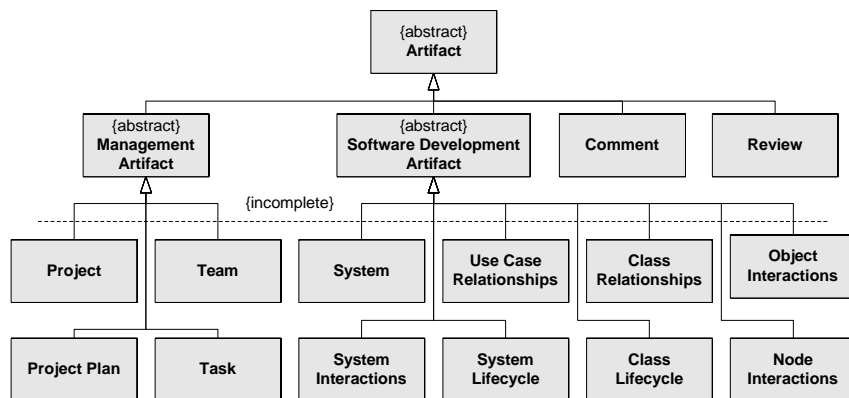 {abstract}
Artifact
{abstract}
Management
Artifact
{abstract}
Software Development
Artifact
Comment
Review
{incomplete}
Project
Team
System
Use Case
Relationships
Class
Relationships
Object
Interactions
Project Plan
Task
System
Interactions
System
Lifecycle
Class
Lifecycle
Node
Interactions